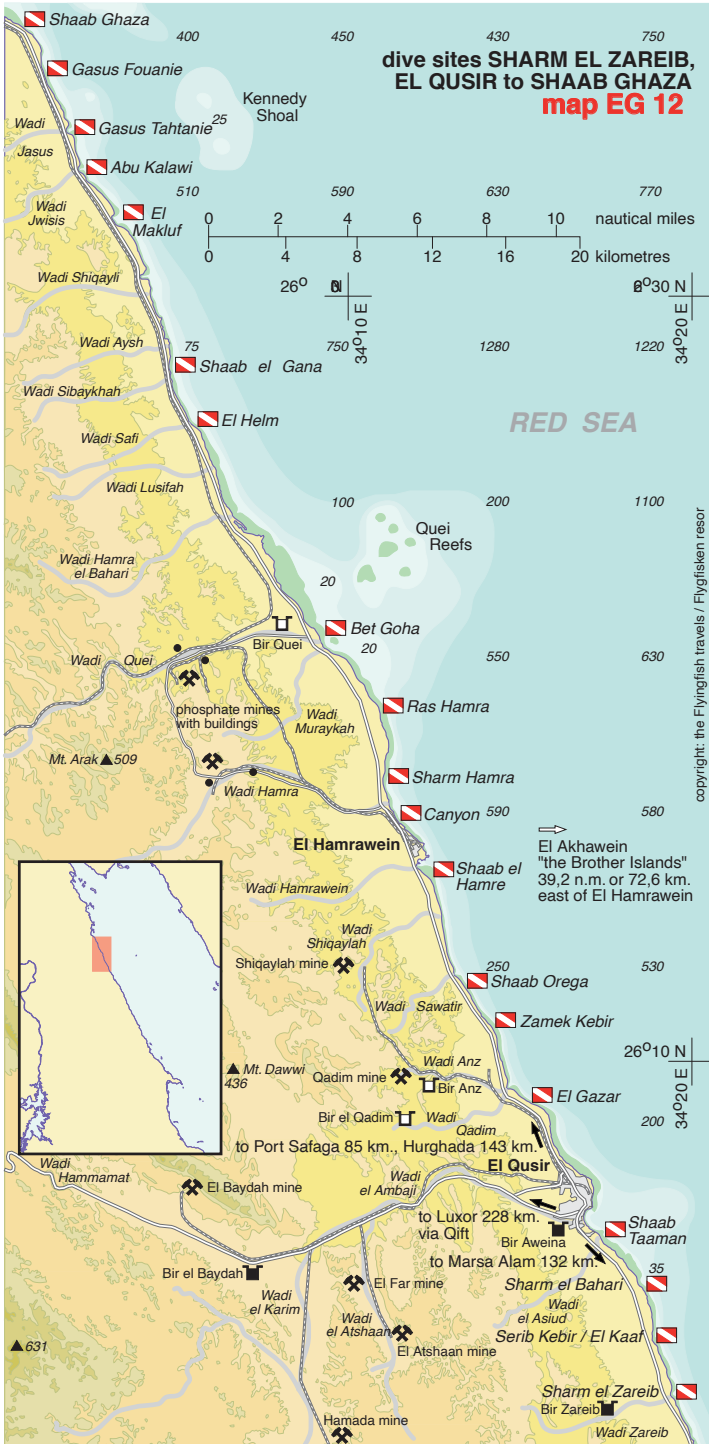 Shaab Ghaza
400
450
430
750
dive sites SHARM EL ZAREIB,
EL QUSIR to SHAAB GHAZA
map EG 12
Gasus Fouanie
Kennedy
Shoal
25
Wadi
Jasus
Gasus Tahtanie
Abu Kalawi
510
590
630
770
Wadi
Jwisis
El
Makluf
0 2 4 6 8 10 nautical miles
0 4 8 12 16 20 kilometres
Wadi Shiqayli
26° N
34°10 E
6°30 N
34°20 E
Wadi Aysh
75
750
1280
1220
Shaab el Gana
Wadi Sibaykhah
El Helm
RED SEA
Wadi Safi
Wadi Lusifah
100
200
1100
Quei
Reefs
Wadi Hamra
el Bahari
20
Bet Goha
Bir Quei
20
Wadi Quei
550
630
phosphate mines
with buildings
Wadi
Muraykah
Ras Hamra
copyright: the Flyingfish travels / Flygfisken resor
Mt. Arak 509
Sharm Hamra
Wadi Hamra
Canyon
590
580
El Hamrawein
El Akhawein
"the Brother Islands"
39,2 n.m. or 72,6 km.
east of El Hamrawein
Shaab el
Hamre
Wadi Hamrawein
Wadi
Shiqaylah
Shiqaylah mine
250
530
Shaab Orega
Wadi Sawatir
Zamek Kebir
Mt. Dawwi
436
Wadi Anz
26°10 N
34°20 E
Qadim mine
Bir Anz
El Gazar
Bir el Qadim
Wadi
Qadim
200
to Port Safaga 85 km., Hurghada 143 km.
El Qusir
Wadi
Hammamat
Wadi
el Ambaji
El Baydah mine
to Luxor 228 km.
via Qift
Bir Aweina
Shaab
Taaman
to Marsa Alam 132 km.
35
Bir el Baydah
Sharm el Bahari
El Far mine
Wadi
el Karim
Wadi
el Asiud
Wadi
el Atshaan
Serib Kebir / El Kaaf
El Atshaan mine
631
Sharm el Zareib
Bir Zareib
Hamada mine
Wadi Zareib